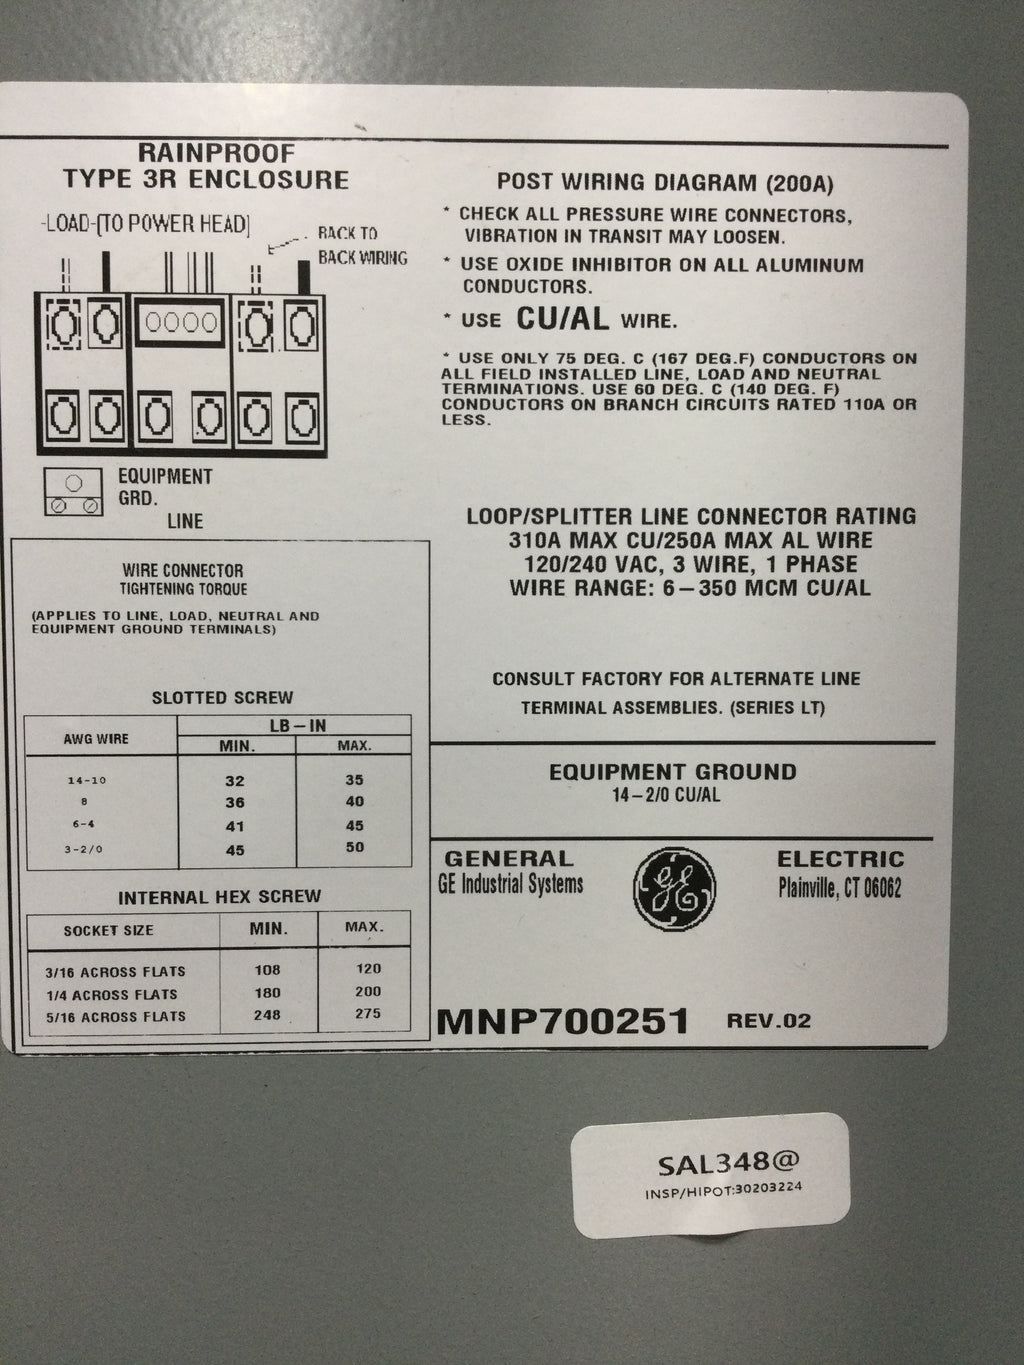 RAINPROOF
TYPE 3R ENCLOSURE
-LOAD-[TO POWER HEAD]
BACK TO
BACK WIRING
EQUIPMENT
GRD.
LINE
WIRE CONNECTOR
TIGHTENING TORQUE
(APPLIES TO LINE, LOAD, NEUTRAL AND
EQUIPMENT GROUND TERMINALS)
SLOTTED SCREW
AWG WIRE LB-IN
MIN. MAX.
14-10 32 35
8 36 40
6-4 41 45
3-2/0 45 50
INTERNAL HEX SCREW
SOCKET SIZE MIN. MAX.
3/16 ACROSS FLATS 108 120
1/4 ACROSS FLATS 180 200
5/16 ACROSS FLATS 248 275
POST WIRING DIAGRAM (200A)
* CHECK ALL PRESSURE WIRE CONNECTORS,
VIBRATION IN TRANSIT MAY LOOSEN.
* USE OXIDE INHIBITOR ON ALL ALUMINUM
CONDUCTORS.
* USE CU/AL WIRE.
* USE ONLY 75 DEG. C (167 DEG.F) CONDUCTORS ON
ALL FIELD INSTALLED LINE, LOAD AND NEUTRAL
TERMINATIONS. USE 60 DEG. C (140 DEG. F)
CONDUCTORS ON BRANCH CIRCUITS RATED 110A OR
LESS.
LOOP/SPLITTER LINE CONNECTOR RATING
310A MAX CU/250A MAX AL WIRE
120/240 VAC, 3 WIRE, 1 PHASE
WIRE RANGE: 6-350 MCM CU/AL
CONSULT FACTORY FOR ALTERNATE LINE
TERMINAL ASSEMBLIES. (SERIES LT)
EQUIPMENT GROUND
14-2/0 CU/AL
GENERAL GE ELECTRIC
GE Industrial Systems Plainville, CT 06062
MNP700251 REV.02
SAL348@
INSP/HIPOT:30203224